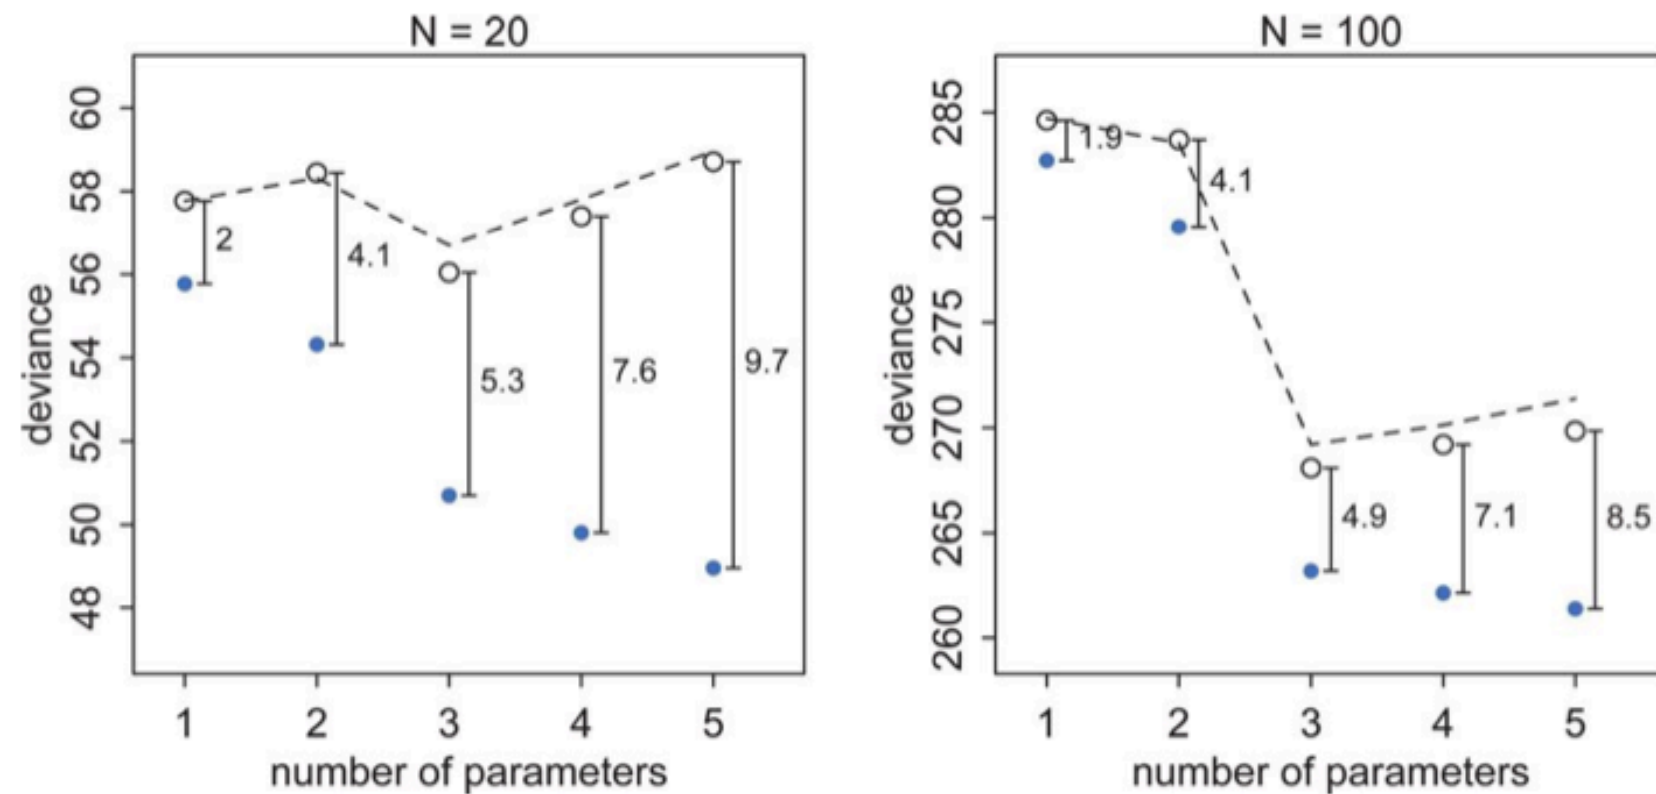 N = 20
deviance
60
58
56
54
52
50
48
2
4.1
5.3
7.6
9.7
1 2 3 4 5
number of parameters
N = 100
deviance
285
280
275
270
265
260
1.9
4.1
4.9
7.1
8.5
1 2 3 4 5
number of parameters